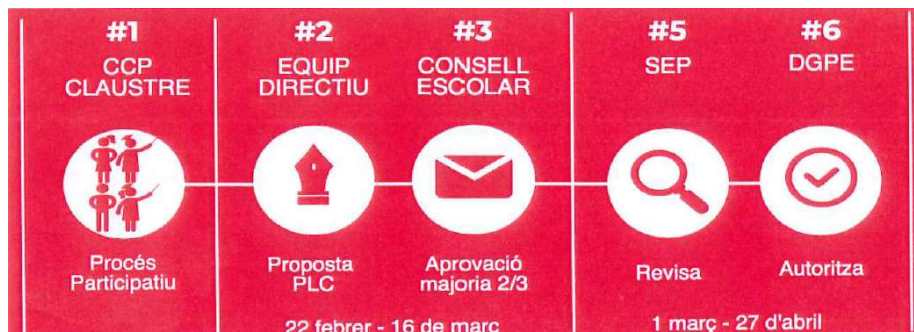 #1
CCP
CLAUSTRE
Procés
Participatiu
#2
EQUIP
DIRECTIU
Proposta
PLC
#3
CONSELL
ESCOLAR
Aprovació
majoria 2/3
22 febrer - 16 de març
#5
SEP
Revisa
#6
DGPE
Autoritza
1 març - 27 d'abril